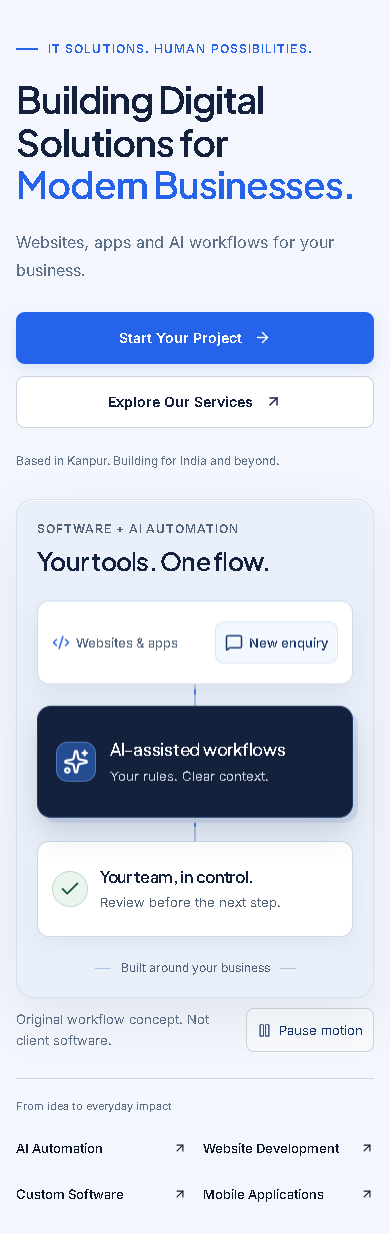 IT SOLUTIONS. HUMAN POSSIBILITIES.
Building Digital
Solutions for
Modern Businesses.
Websites, apps and AI workflows for your
business.
Start Your Project
Explore Our Services
Based in Kanpur. Building for India and beyond.
SOFTWARE + AI AUTOMATION
Your tools. One flow.
Websites & apps
New enquiry
AI-assisted workflows
Your rules. Clear context.
Your team, in control.
Review before the next step.
Built around your business
Original workflow concept. Not
client software.
Pause motion
From idea to everyday impact
AI Automation
Website Development
Custom Software
Mobile Applications